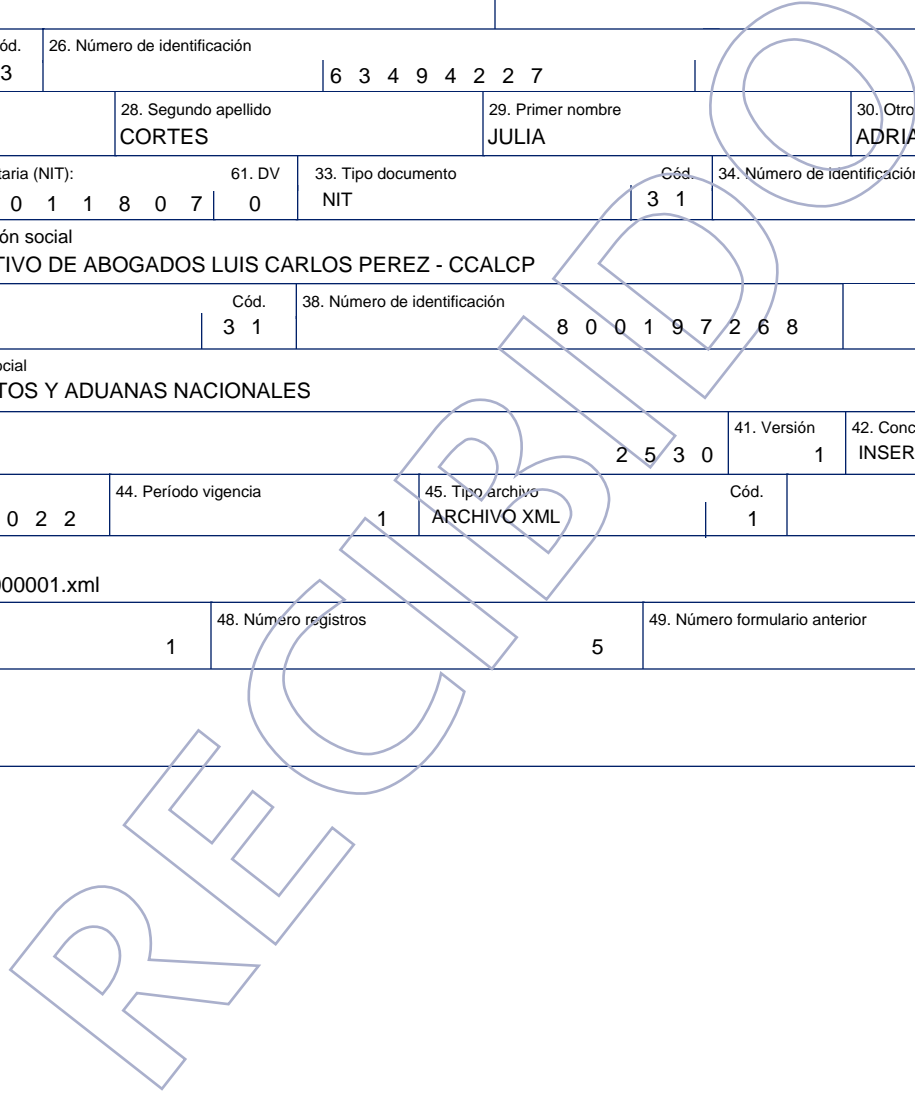 ód. 26. Número de identificación
3 6 3 4 9 4 2 2 7
28. Segundo apellido 29. Primer nombre 30. Otro
CORTES JULIA ADRIA
taria (NIT): 61. DV 33. Tipo documento Cód. 34. Número de identificación
0 1 1 8 0 7 0 NIT 3 1
ón social
TIVO DE ABOGADOS LUIS CARLOS PEREZ - CCALCP
Cód. 38. Número de identificación
3 1 8 0 0 1 9 7 2 6 8
ocial
TOS Y ADUANAS NACIONALES
41. Versión 42. Conc
2 5 3 0 1 INSER
44. Período vigencia 45. Tipo archivo Cód.
0 2 2 1 ARCHIVO XML 1
000001.xml
48. Número registros 49. Número formulario anterior
1 5
RECIBIDO